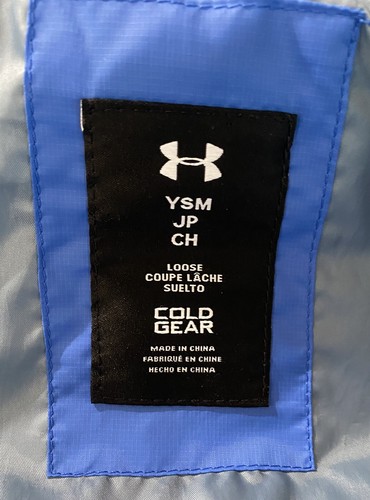 YSM
JP
CH
LOOSE
COUPE LÂCHE
SUELTO
COLD
GEAR
MADE IN CHINA
FABRIQUÉ EN CHINE
HECHO EN CHINA